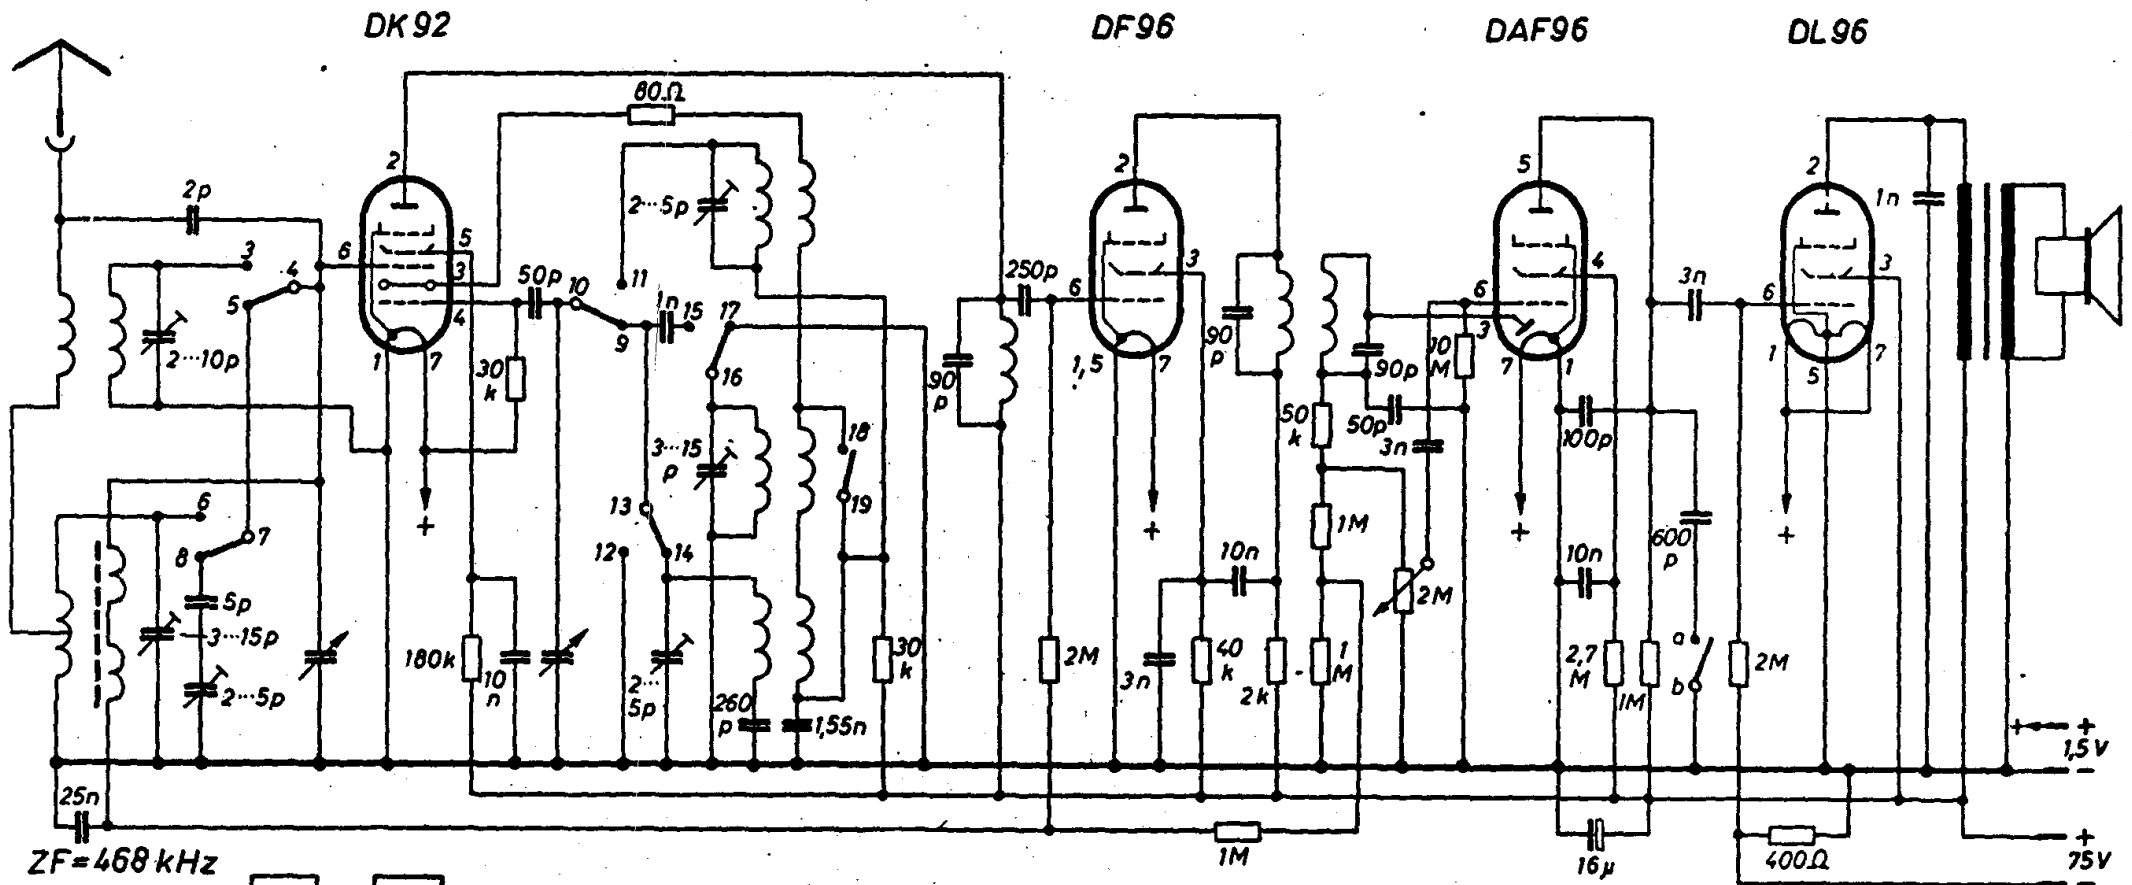 DK92
DF96
DAF96
DL96
80Ω
2
2p
2
5
2
6
5
3
4
1
7
3
4
5
2...10p
50p
10
11
2...5p
1n
15
17
9
16
30
k
+
250p
6
3
1,5
7
90
p
+
90
p
6
3
4
7
1
10
M
90p
50p
50
k
3n
100p
3n
6
3
1
5
7
1n
+
+
6
7
8
5p
3...15p
2...5p
3...15
p
18
19
13
12
14
180k
10
n
2...
5p
260
p
1,55n
30
k
2M
3n
10n
40
k
2k
1M
1
M
2M
10n
2,7
M
1M
600
p
a
b
2M
+
+
1,5V
−
25n
1M
16μ
400Ω
+
75V
−
ZF=468kHz